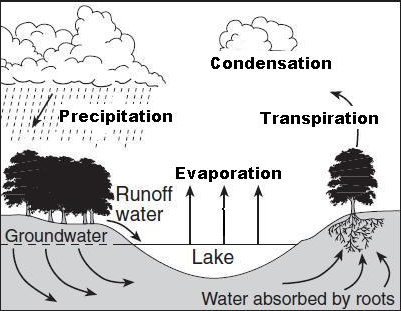 Condensation
Precipitation
Transpiration
Evaporation
Runoff
water
Groundwater
Lake
Water absorbed by roots